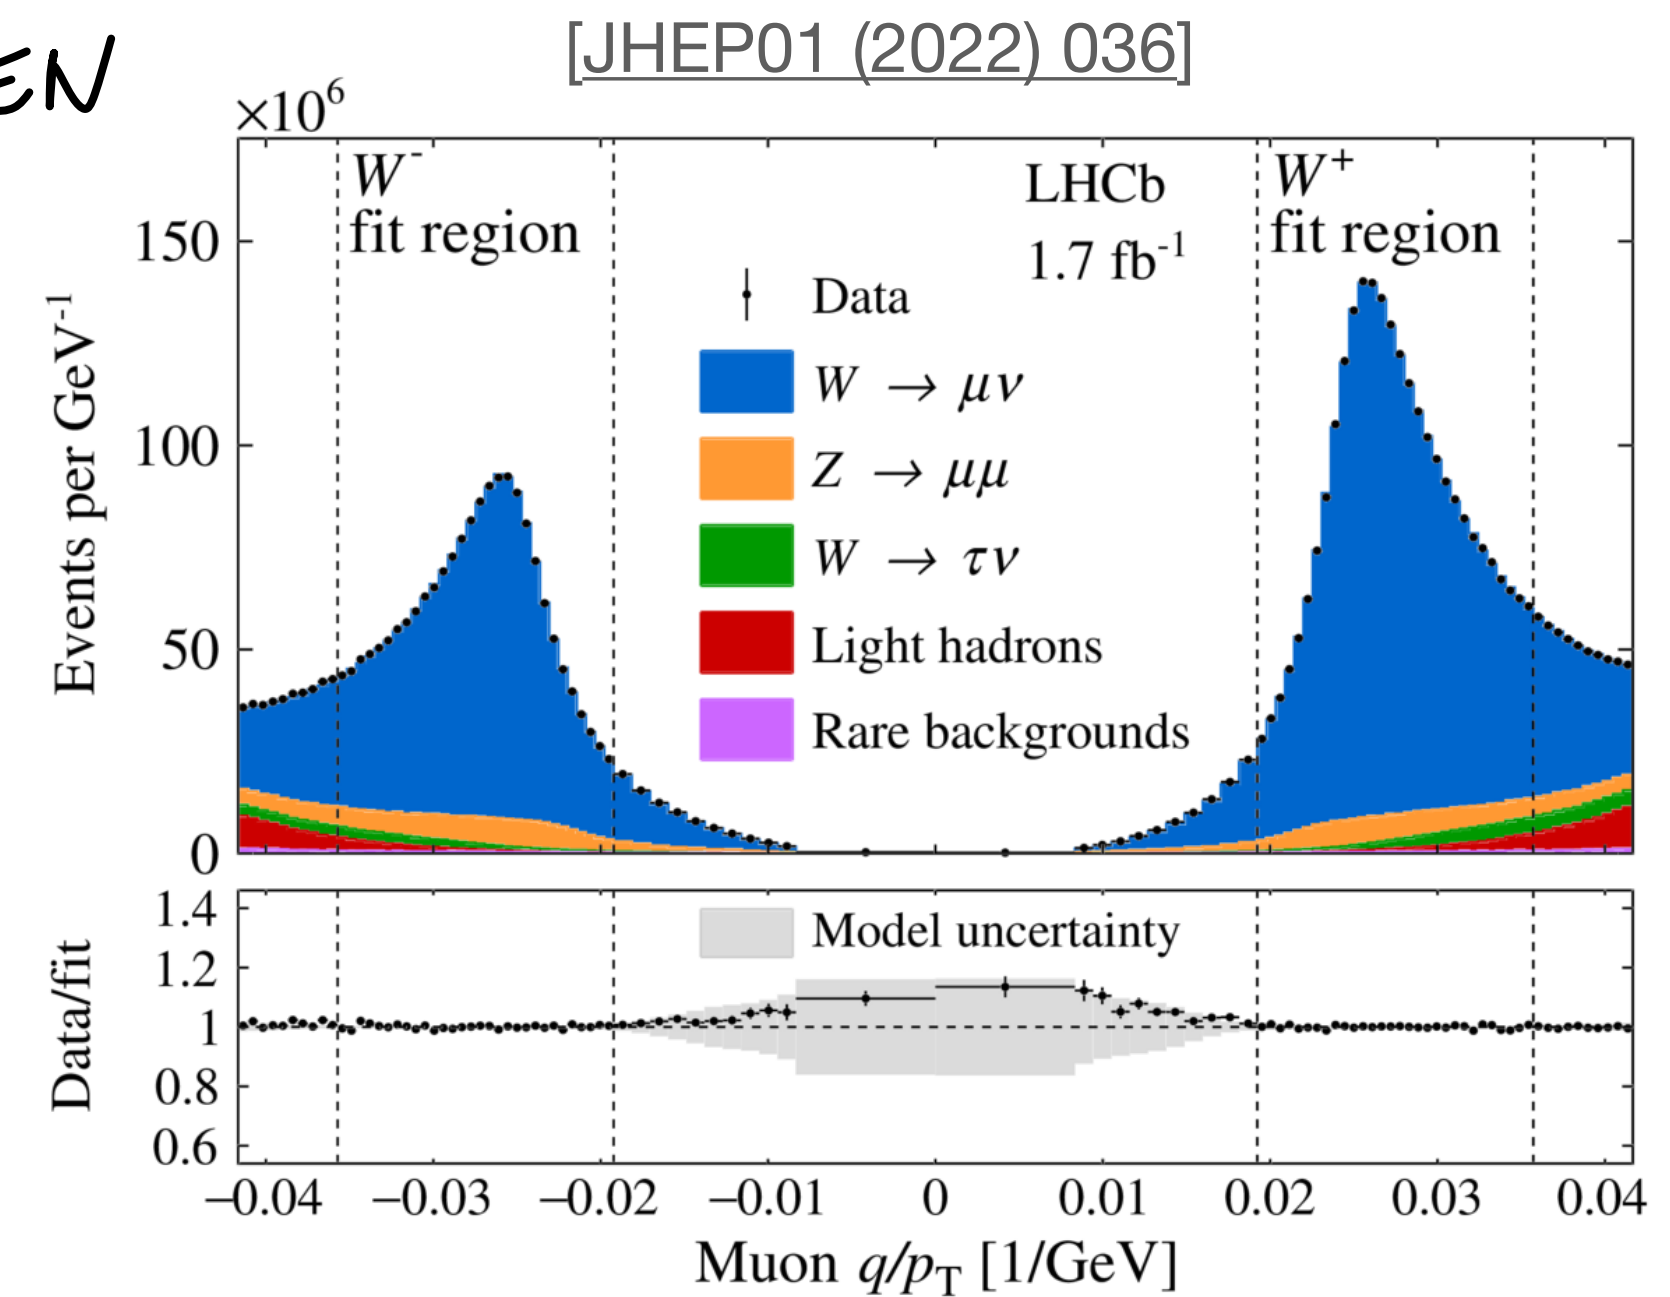 EN
[JHEP01 (2022) 036]
×10⁶
W⁻
fit region
LHCb
1.7 fb⁻¹
W⁺
fit region
Data
W → μν
Z → μμ
W → τν
Light hadrons
Rare backgrounds
Events per GeV⁻¹
150
100
50
0
Model uncertainty
Data/fit
1.4
1.2
1
0.8
0.6
−0.04 −0.03 −0.02 −0.01 0 0.01 0.02 0.03 0.04
Muon q/p_T [1/GeV]